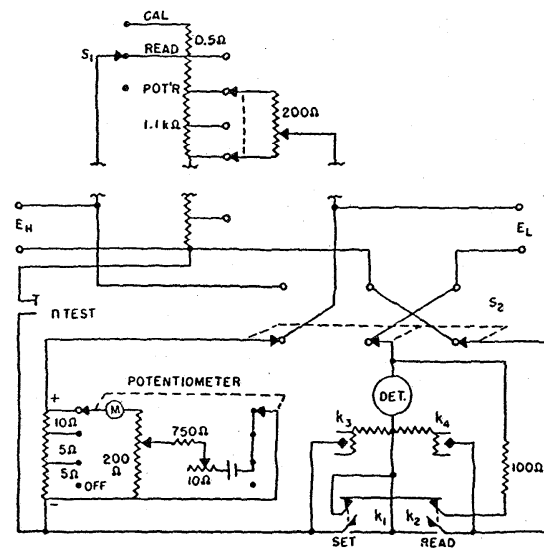 CAL
0.5Ω
S1 READ
POT'R
200Ω
1.1kΩ
EH
EL
S2
n TEST
POTENTIOMETER
DET.
+
M
10Ω
750Ω
k3
k4
5Ω
200
Ω
100Ω
5Ω
OFF
10Ω
-
k1
k2
SET
READ